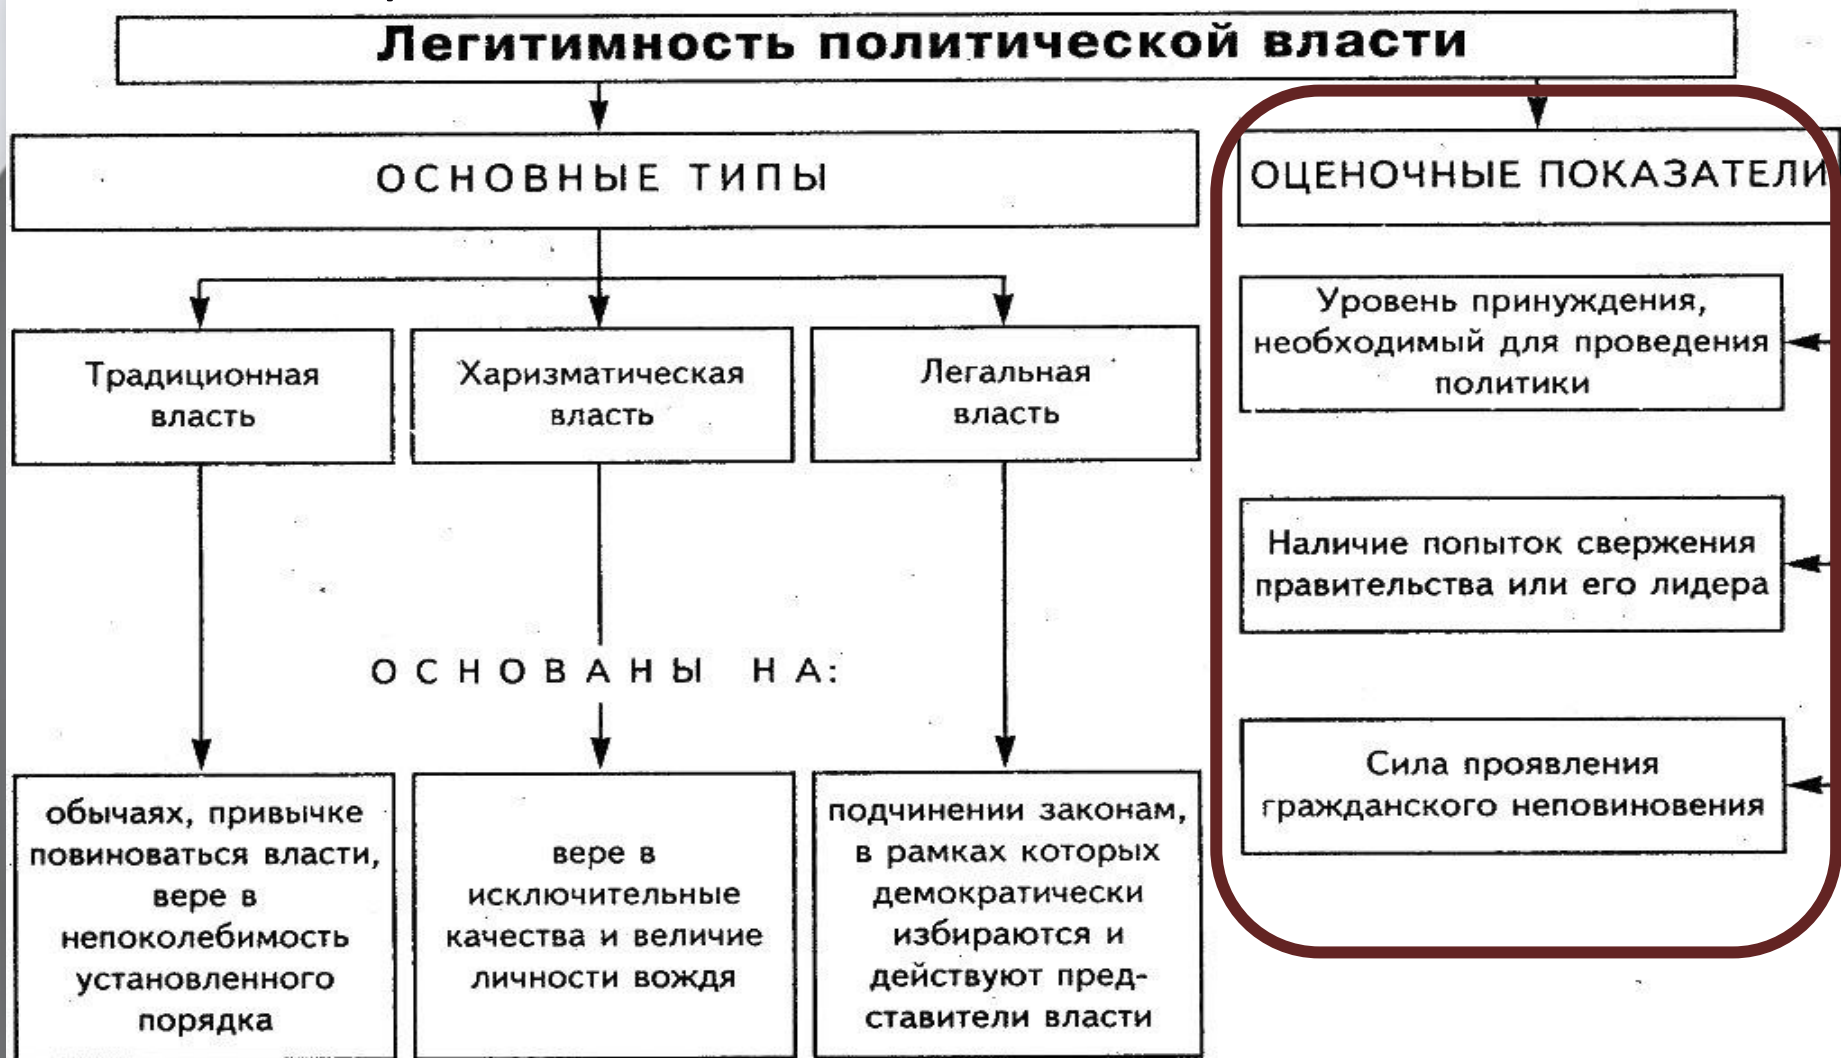 Легитимность политической власти
ОСНОВНЫЕ ТИПЫ
ОЦЕНОЧНЫЕ ПОКАЗАТЕЛИ
Традиционная
власть
Харизматическая
власть
Легальная
власть
ОСНОВАНЫ НА:
обычаях, привычке
повиноваться власти,
вере в
непоколебимость
установленного
порядка
вере в
исключительные
качества и величие
личности вождя
подчинении законам,
в рамках которых
демократически
избираются и
действуют пред-
ставители власти
Уровень принуждения,
необходимый для проведения
политики
Наличие попыток свержения
правительства или его лидера
Сила проявления
гражданского неповиновения